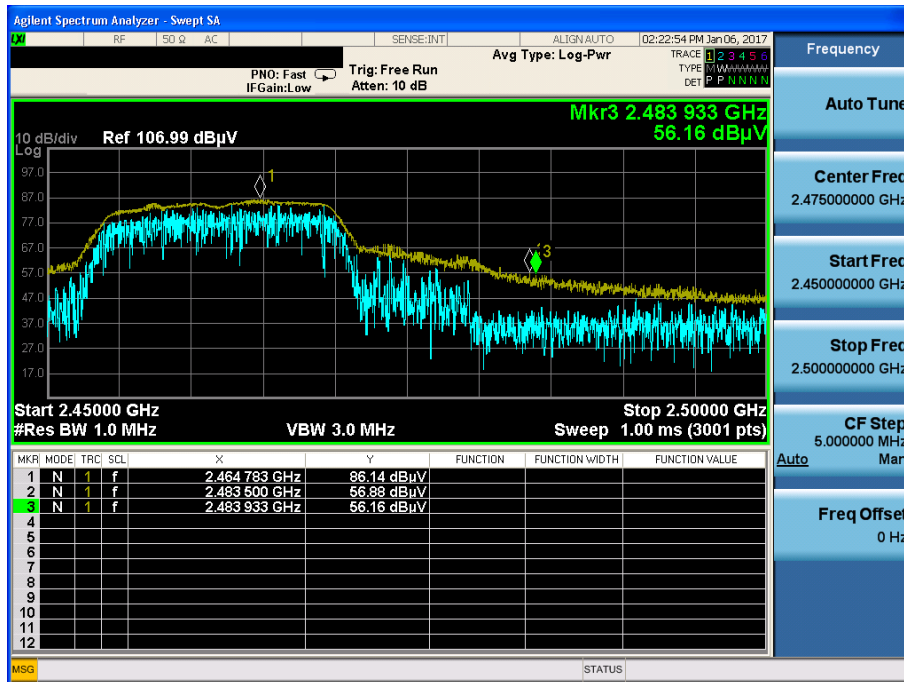 Agilent Spectrum Analyzer - Swept SA
LXI RF 50 Ω AC SENSE:INT ALIGN AUTO 02:22:54 PM Jan 06, 2017
Avg Type: Log-Pwr
TRACE 1 2 3 4 5 6
TYPE M W W W W W
DET P P N N N N
PNO: Fast
IFGain:Low
Trig: Free Run
Atten: 10 dB
Mkr3 2.483 933 GHz
56.16 dBµV
10 dB/div Ref 106.99 dBµV
Log
97.0
87.0
77.0
67.0
57.0
47.0
37.0
27.0
17.0
1
3
Start 2.45000 GHz Stop 2.50000 GHz
#Res BW 1.0 MHz VBW 3.0 MHz Sweep 1.00 ms (3001 pts)
MKR MODE TRC SCL X Y FUNCTION FUNCTION WIDTH FUNCTION VALUE
1 N 1 f 2.464 783 GHz 86.14 dBµV
2 N 1 f 2.483 500 GHz 56.88 dBµV
3 N 1 f 2.483 933 GHz 56.16 dBµV
4
5
6
7
8
9
10
11
12
MSG STATUS
Frequency
Auto Tune
Center Freq
2.475000000 GHz
Start Freq
2.450000000 GHz
Stop Freq
2.500000000 GHz
CF Step
5.000000 MHz
Auto Man
Freq Offset
0 Hz